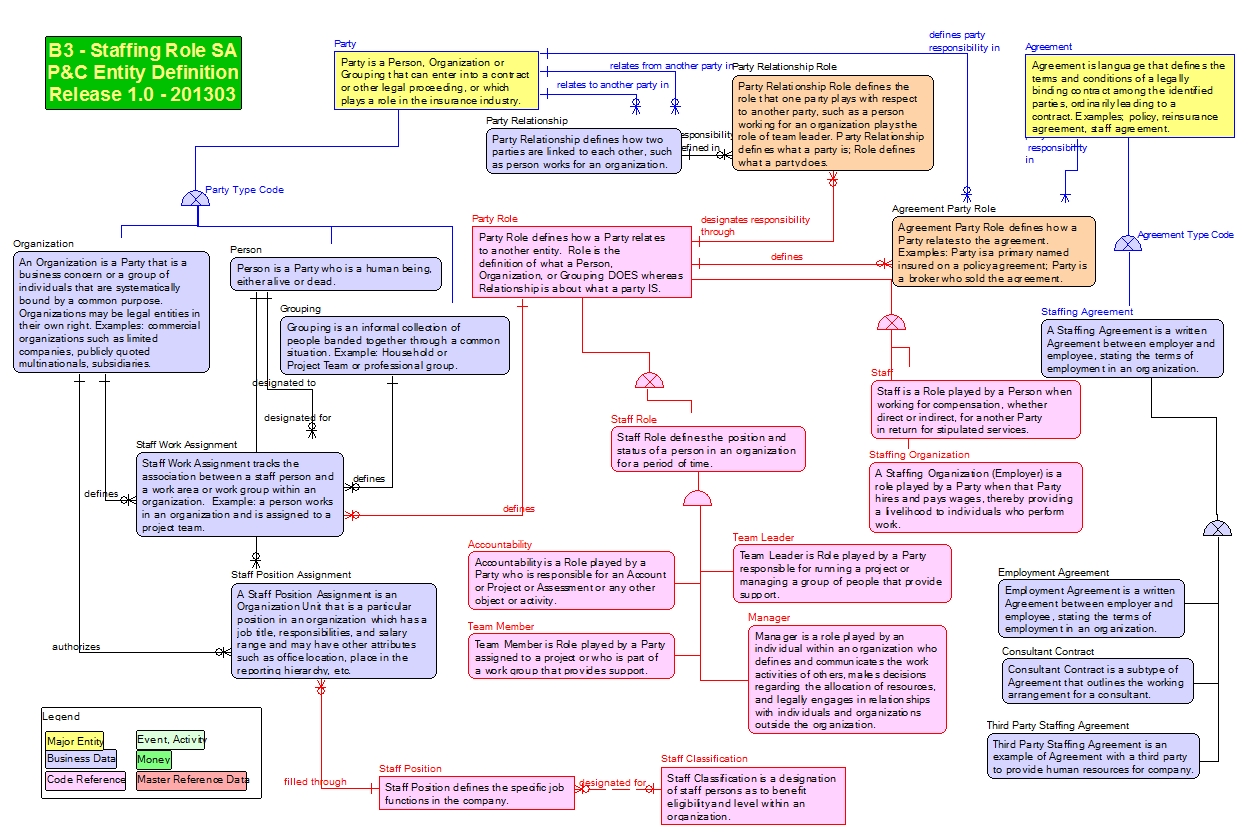 B3 - Staffing Role SA
P&C Entity Definition
Release 1.0 - 201303
Party
Party is a Person, Organization or
Grouping that can enter into a contract
or other legal proceeding, or which
plays a role in the insurance industry.
defines party
responsibility in
relates from another party in
relates to another party in
Agreement
Agreement is language that defines the
terms and conditions of a legally
binding contract among the identified
parties, ordinarily leading to a
contract. Examples; policy, reinsurance
agreement, staff agreement.
responsibility
in
Party Relationship Role
Party Relationship Role defines the
role that one party plays with respect
to another party, such as a person
working for an organization plays the
role of team leader. Party Relationship
defines what a party is; Role defines
what a party does.
Party Relationship
Party Relationship defines how two
parties are linked to each other, such
as person works for an organization.
esponsibility
efined in
Party Type Code
Organization
An Organization is a Party that is a
business concern or a group of
individuals that are systematically
bound by a common purpose.
Organizations may be legal entities in
their own right. Examples: commercial
organizations such as limited
companies, publicly quoted
multinationals, subsidiaries.
Person
Person is a Party who is a human being,
either alive or dead.
Grouping
Grouping is an informal collection of
people banded together through a common
situation. Example: Household or
Project Team or professional group.
designated to
designated for
Party Role
Party Role defines how a Party relates
to another entity. Role is the
definition of what a Person,
Organization, or Grouping DOES whereas
Relationship is about what a party IS.
designates responsibility
through
defines
Agreement Party Role
Agreement Party Role defines how a
Party relates to the agreement.
Examples: Party is a primary named
insured on a policy agreement; Party is
a broker who sold the agreement.
Agreement Type Code
Staffing Agreement
A Staffing Agreement is a written
Agreement between employer and
employee, stating the terms of
employment in an organization.
Staff
Staff is a Role played by a Person when
working for compensation, whether
direct or indirect, for another Party
in return for stipulated services.
Staffing Organization
A Staffing Organization (Employer) is a
role played by a Party when that Party
hires and pays wages, thereby providing
a livelihood to individuals who perform
work.
Staff Role
Staff Role defines the position and
status of a person in an organization
for a period of time.
Staff Work Assignment
Staff Work Assignment tracks the
association between a staff person and
a work area or work group within an
organization. Example: a person works
in an organization and is assigned to a
project team.
defines
defines
defines
Staff Position Assignment
A Staff Position Assignment is an
Organization Unit that is a particular
position in an organization which has a
job title, responsibilities, and salary
range and may have other attributes
such as office location, place in the
reporting hierarchy, etc.
authorizes
Accountability
Accountability is a Role played by a
Party who is responsible for an Account
or Project or Assessment or any other
object or activity.
Team Leader
Team Leader is Role played by a Party
responsible for running a project or
managing a group of people that provide
support.
Team Member
Team Member is Role played by a Party
assigned to a project or who is part of
a work group that provides support.
Manager
Manager is a role played by an
individual within an organization who
defines and communicates the work
activities of others, makes decisions
regarding the allocation of resources,
and legally engages in relationships
with individuals and organizations
outside the organization.
Employment Agreement
Employment Agreement is a written
Agreement between employer and
employee, stating the terms of
employment in an organization.
Consultant Contract
Consultant Contract is a subtype of
Agreement that outlines the working
arrangement for a consultant.
Third Party Staffing Agreement
Third Party Staffing Agreement is an
example of Agreement with a third party
to provide human resources for company.
Legend
Major Entity
Event, Activity
Business Data
Money
Code Reference
Master Reference Data
filled through
Staff Position
Staff Position defines the specific job
functions in the company.
designated for
Staff Classification
Staff Classification is a designation
of staff persons as to benefit
eligibility and level within an
organization.